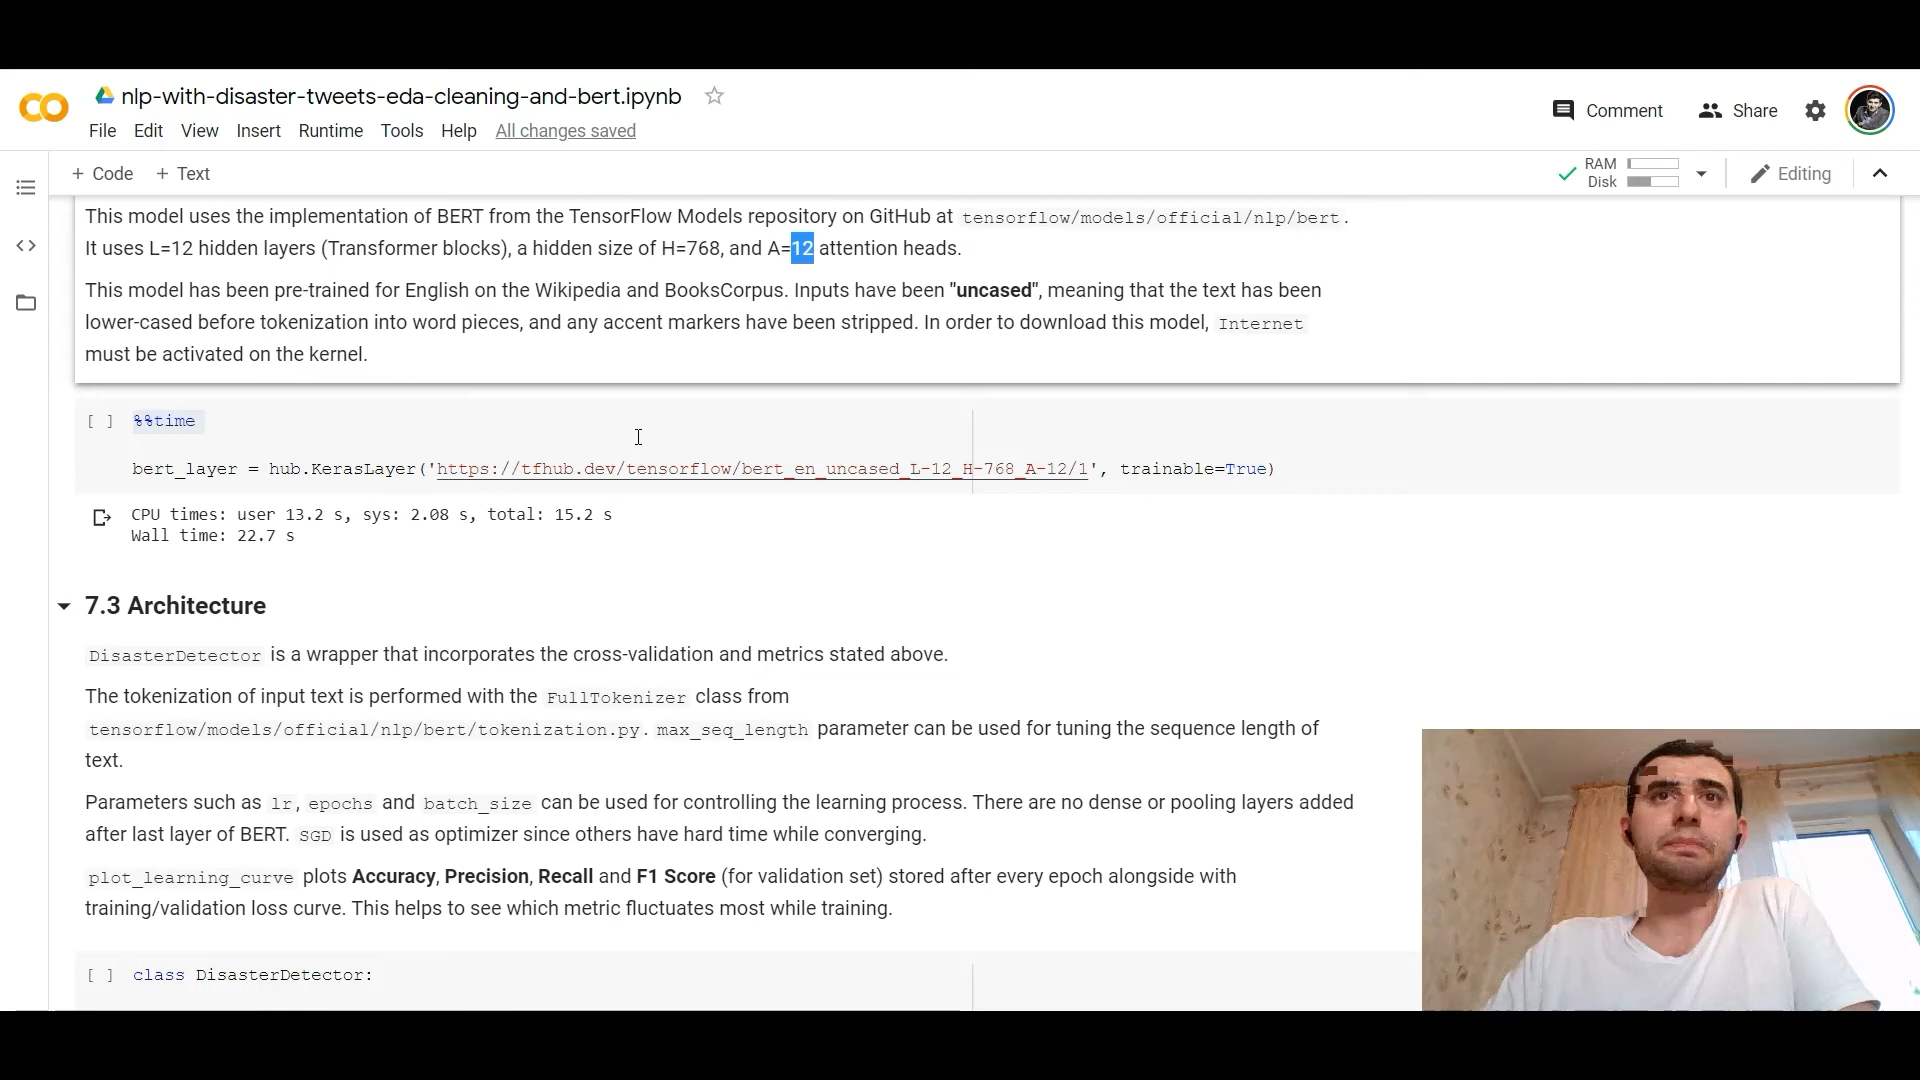 nlp-with-disaster-tweets-eda-cleaning-and-bert.ipynb
File Edit View Insert Runtime Tools Help All changes saved
Comment Share
+ Code + Text
RAM
Disk
Editing
This model uses the implementation of BERT from the TensorFlow Models repository on GitHub at tensorflow/models/official/nlp/bert.
It uses L=12 hidden layers (Transformer blocks), a hidden size of H=768, and A=12 attention heads.
This model has been pre-trained for English on the Wikipedia and BooksCorpus. Inputs have been "uncased", meaning that the text has been
lower-cased before tokenization into word pieces, and any accent markers have been stripped. In order to download this model, Internet
must be activated on the kernel.
[ ] %%time
bert_layer = hub.KerasLayer('https://tfhub.dev/tensorflow/bert_en_uncased_L-12_H-768_A-12/1', trainable=True)
CPU times: user 13.2 s, sys: 2.08 s, total: 15.2 s
Wall time: 22.7 s
7.3 Architecture
DisasterDetector is a wrapper that incorporates the cross-validation and metrics stated above.
The tokenization of input text is performed with the FullTokenizer class from
tensorflow/models/official/nlp/bert/tokenization.py. max_seq_length parameter can be used for tuning the sequence length of
text.
Parameters such as lr, epochs and batch_size can be used for controlling the learning process. There are no dense or pooling layers added
after last layer of BERT. SGD is used as optimizer since others have hard time while converging.
plot_learning_curve plots Accuracy, Precision, Recall and F1 Score (for validation set) stored after every epoch alongside with
training/validation loss curve. This helps to see which metric fluctuates most while training.
[ ] class DisasterDetector: